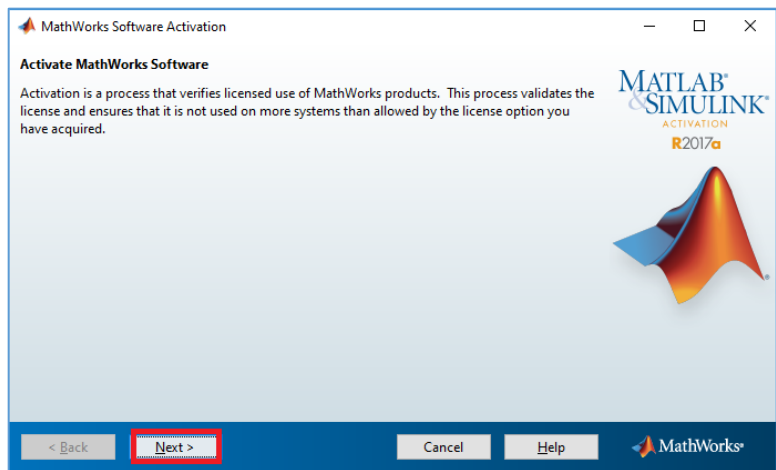 MathWorks Software Activation
Activate MathWorks Software
Activation is a process that verifies licensed use of MathWorks products. This process validates the
license and ensures that it is not used on more systems than allowed by the license option you
have acquired.
MATLAB®
&SIMULINK®
ACTIVATION
R2017a
< Back
Next >
Cancel
Help
MathWorks®